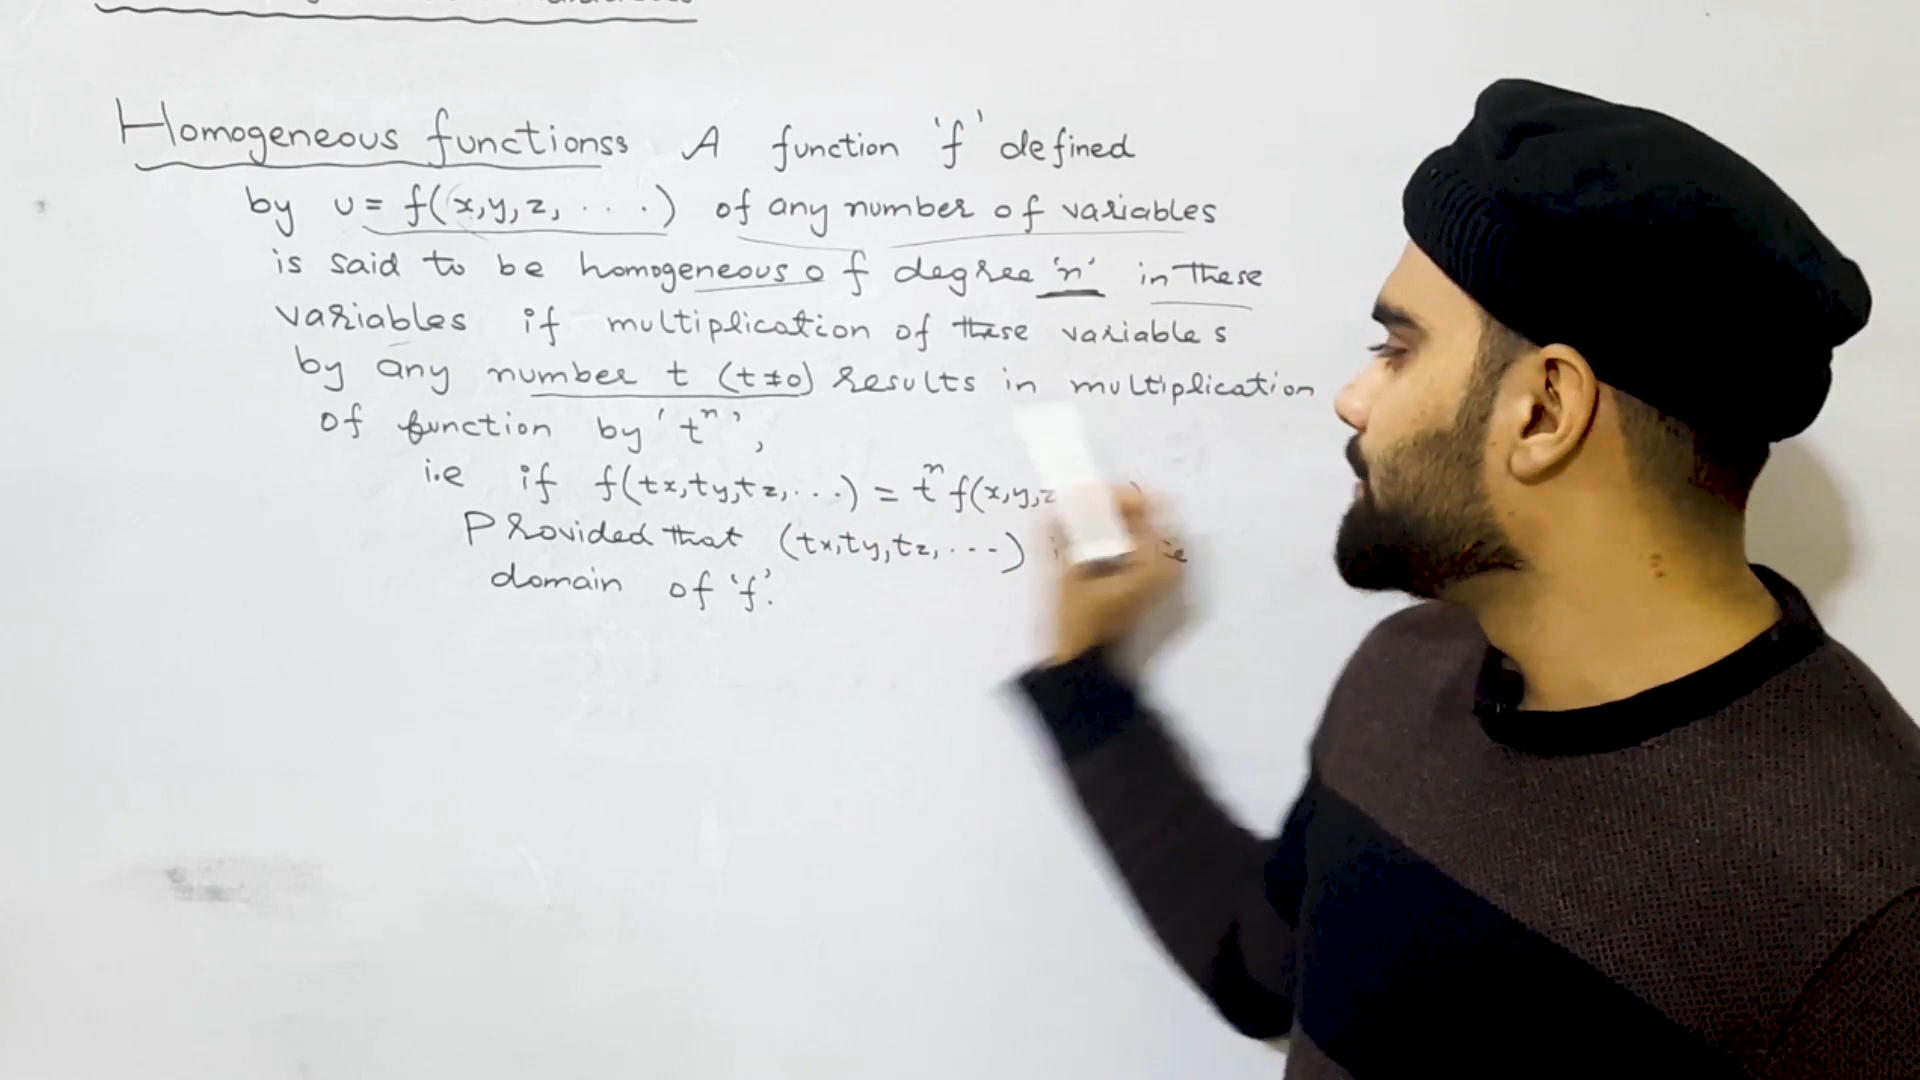 Homogeneous functions: A function 'f' defined
by u = f(x,y,z, ....) of any number of variables
is said to be homogeneous of degree 'n' in these
variables if multiplication of these variables
by any number t (t≠0) results in multiplication
of function by 'tⁿ',
i.e if f(tx,ty,tz,...) = tⁿ f(x,y,z
Provided that (tx,ty,tz,...)
domain of 'f'.